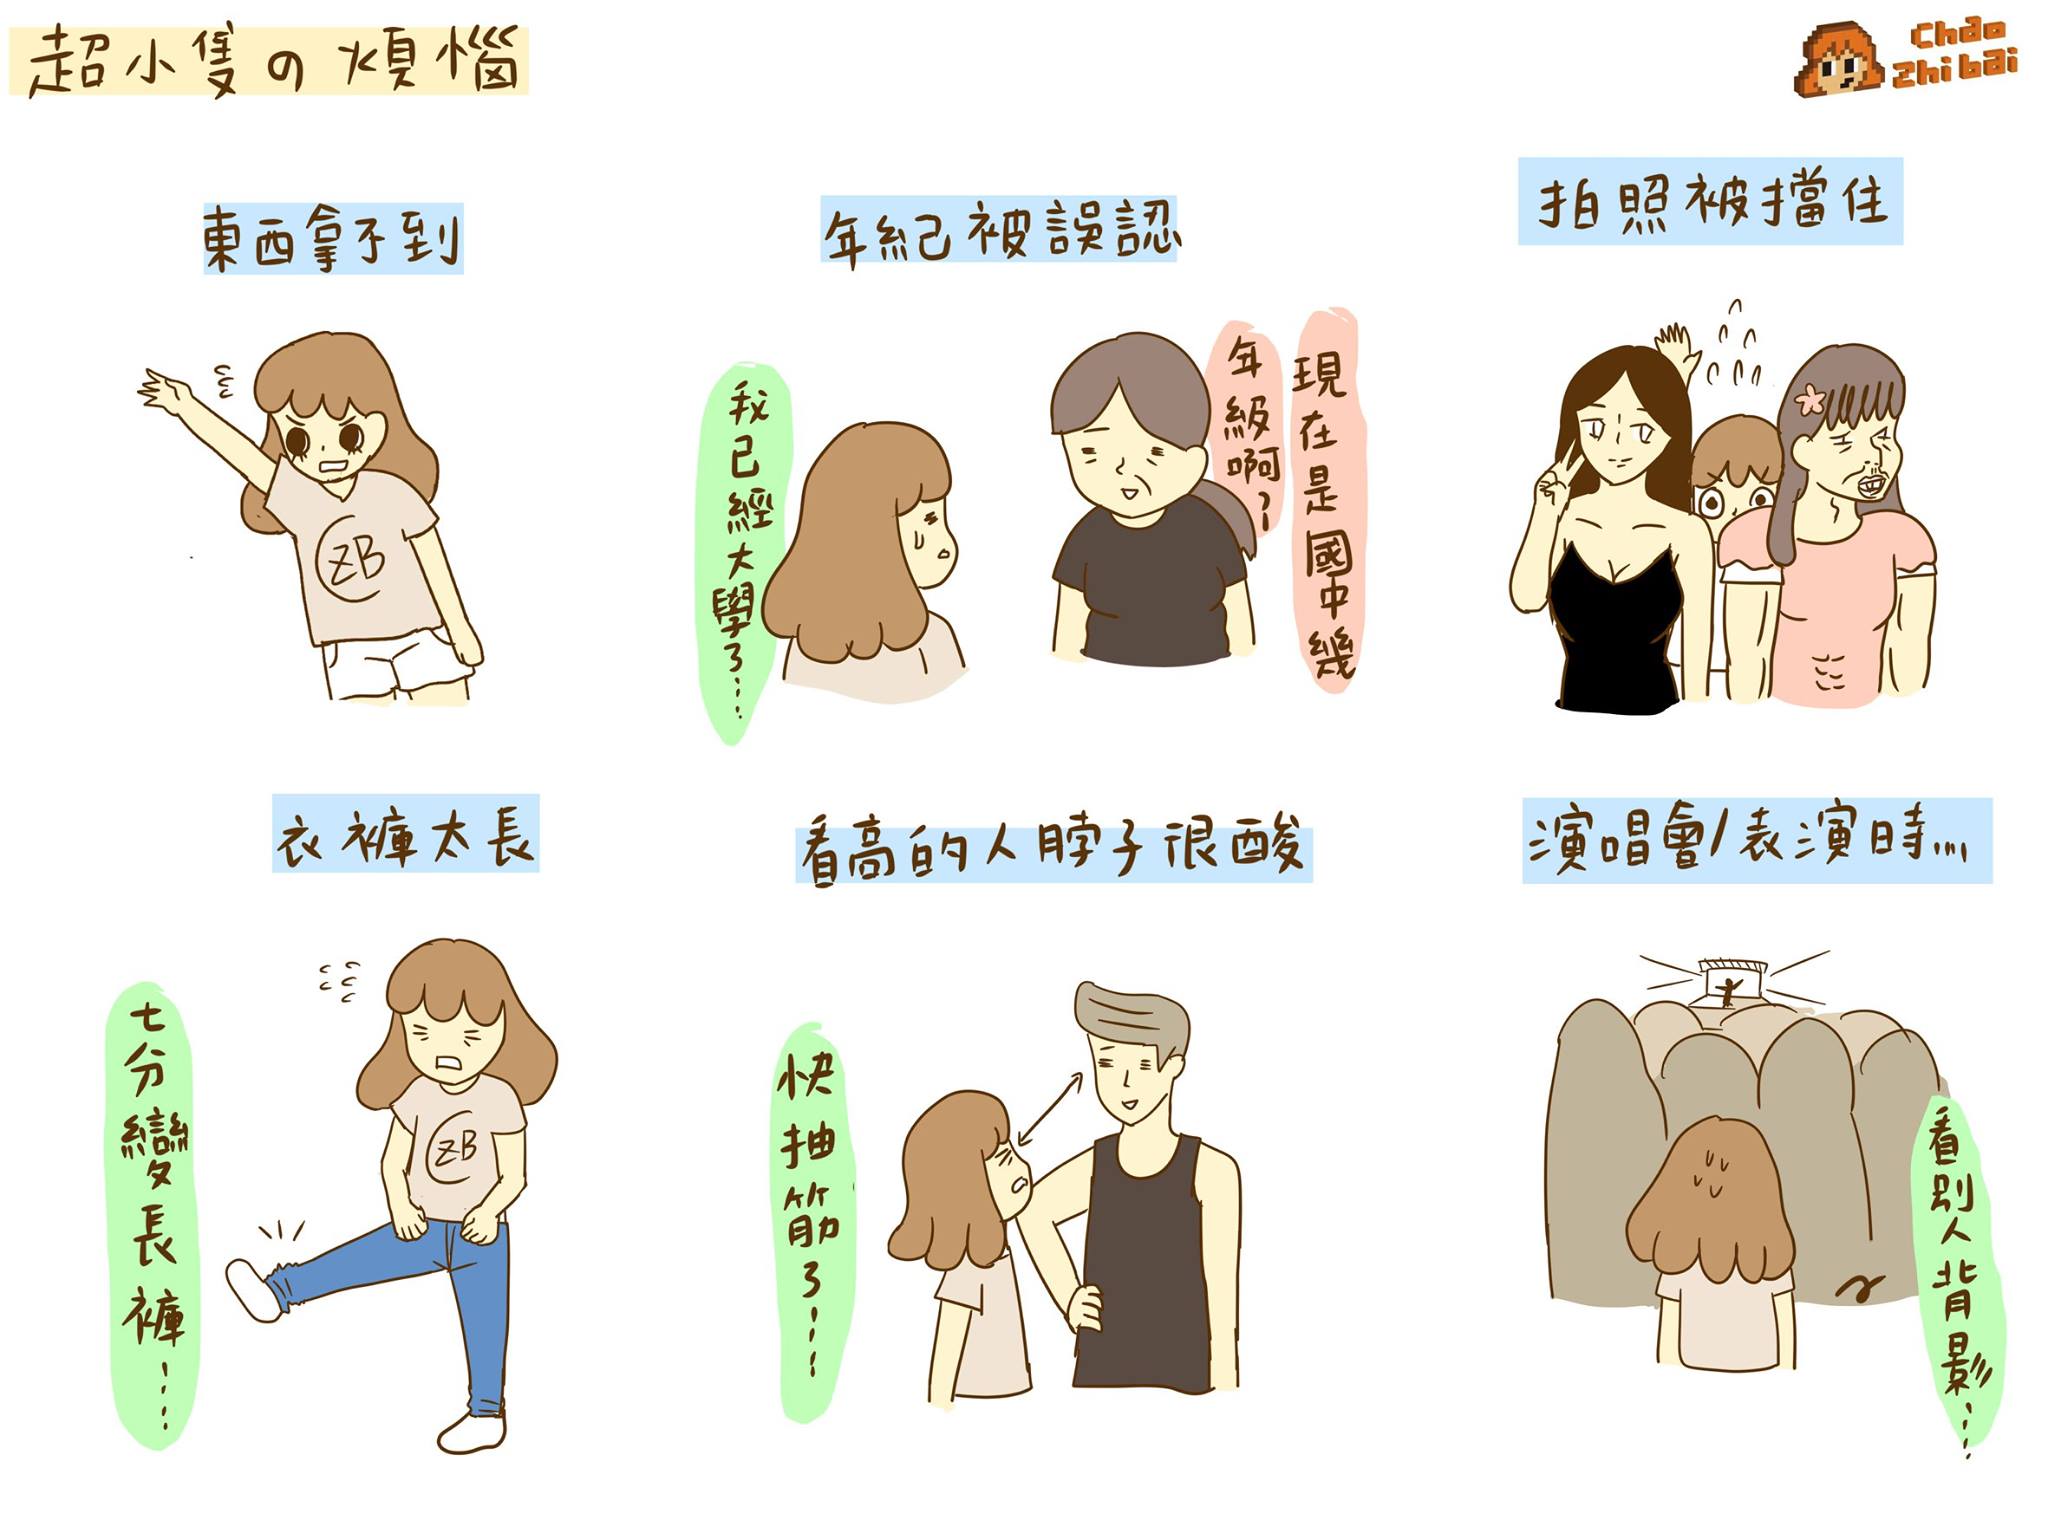 超小隻の煩惱
Chao
Zhi bai
東西拿不到
ZB
年紀被誤認
現在是國中幾
年級啊?
我已經大學了...
拍照被擋住
衣褲太長
七分變長褲...
ZB
看高的人脖子很酸
快抽筋了...
演唱會/表演時...
看別人背影...